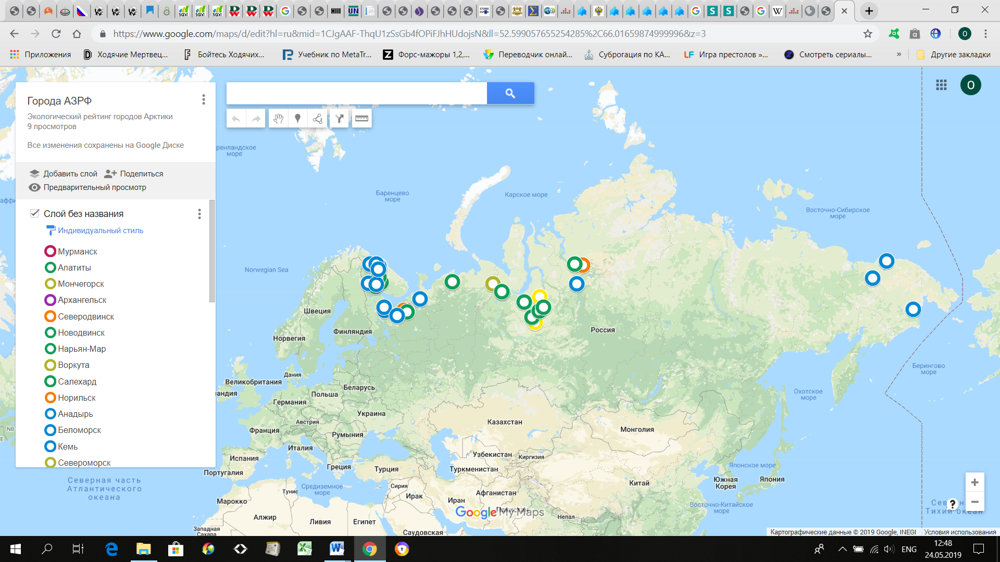 https://www.google.com/maps/d/edit?hl=ru&mid=1CJgAAF-ThqU1zSsGb4fOPiFJhHUdojsN&ll=52.599057655254285%2C66.01659874999996&z=3
Приложения
Ходячие Мертвец...
Бойтесь Ходячих...
Учебник по MetaTr...
Форс-мажоры 1,2,...
Переводчик онлай...
Суброгация по КА...
Игра престолов »...
Смотреть сериалы...
»
Другие закладки
Города АЗРФ
Экологический рейтинг городов Арктики
9 просмотров
Все изменения сохранены на Google Диске
Добавить слой
Поделиться
Предварительный просмотр
Слой без названия
Индивидуальный стиль
Мурманск
Апатиты
Мончегорск
Архангельск
Северодвинск
Новодвинск
Нарьян-Мар
Воркута
Салехард
Норильск
Анадырь
Беломорск
Кемь
Североморск
O
O
ренландское
море
Баренцево
море
Карское море
Восточно-Сибирское
море
Norwegian Sea
Швеция
Финляндия
Норвегия
Россия
Берингово
море
Охотское
море
Дания
Великобритания
андия
Беларусь
Польша
Германия
Украина
Австрия
Франция
Румыния
Казахстан
Монголия
Италия
Испания
Узбекистан
Киргизия
Греция
Турция
Туркменистан
Португалия
Японское море
Южная
Корея
Япония
Китай
Средиземное
море
Тунис
Сирия
Ирак
Афганистан
Иран
Марокко
Восточно-Китайское
море
Непал
Алжир
Ливия
Египет
Западная
Сахара
Саудовская
Северная часть
Атлантического
океана
Тихий океан
Google My Maps
Картографические данные © 2019 Google, INEGI
Условия использования
ENG
12:48
24.05.2019